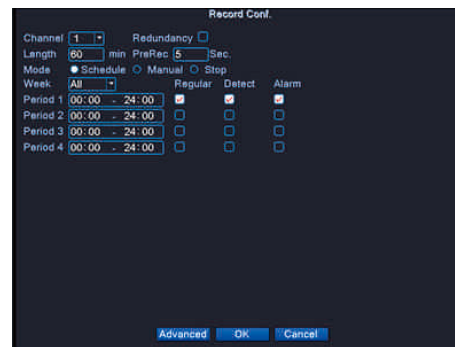 Record Conf.
Channel 1 Redundancy
Length 60 min PreRec 5 Sec.
Mode Schedule Manual Stop
Week All Regular Detect Alarm
Period 1 00:00 - 24:00
Period 2 00:00 - 24:00
Period 3 00:00 - 24:00
Period 4 00:00 - 24:00
Advanced OK Cancel